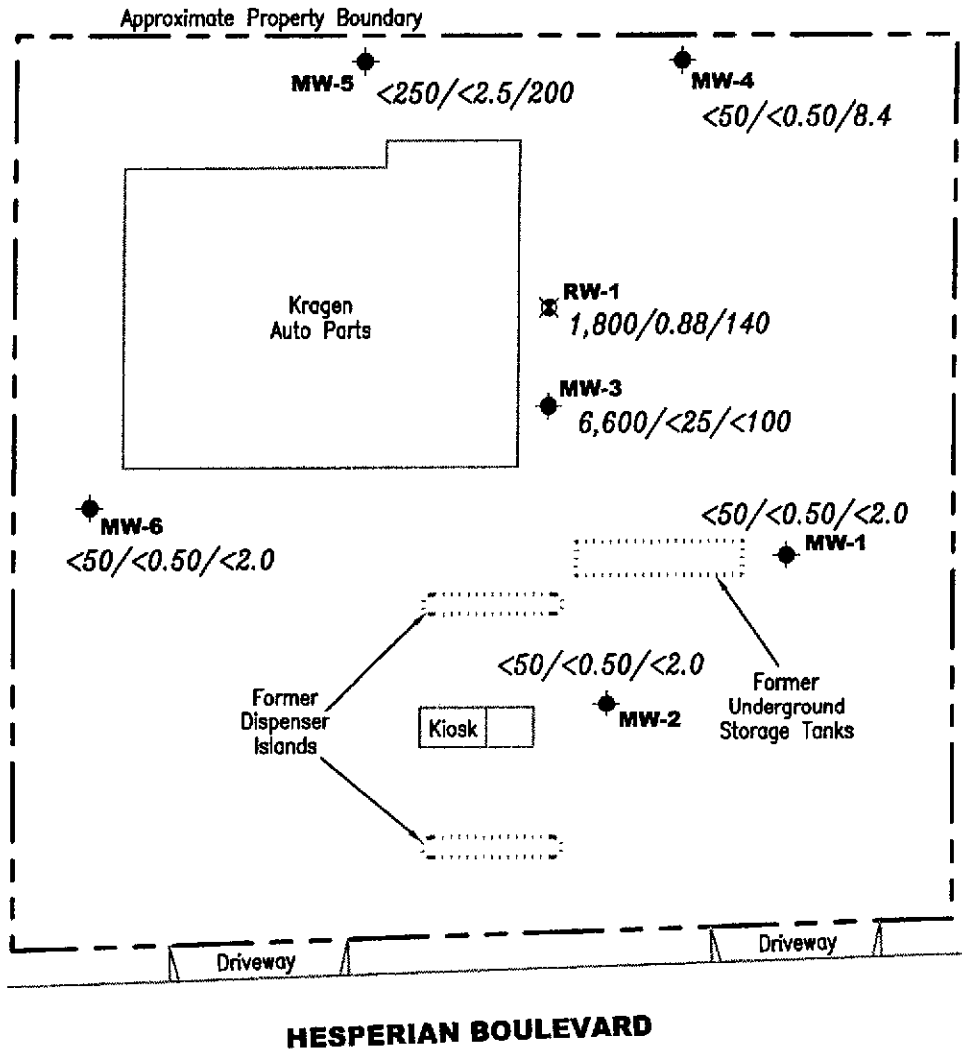 Approximate Property Boundary
MW-5
<250/<2.5/200
MW-4
<50/<0.50/8.4
Kragen
Auto Parts
RW-1
1,800/0.88/140
MW-3
6,600/<25/<100
MW-6
<50/<0.50/<2.0
<50/<0.50/<2.0
MW-1
<50/<0.50/<2.0
MW-2
Former
Dispenser
Islands
Kiosk
Former
Underground
Storage Tanks
Driveway
Driveway
HESPERIAN BOULEVARD